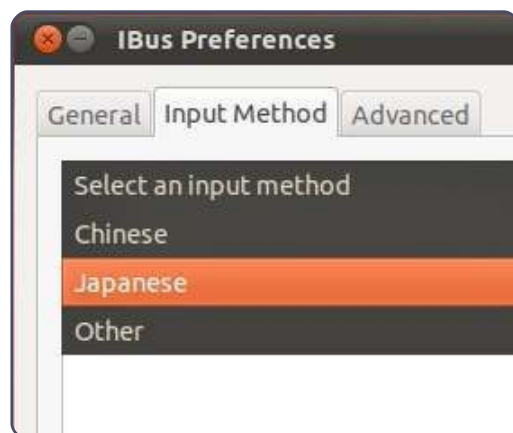 IBus Preferences
General Input Method Advanced
Select an input method
Chinese
Japanese
Other